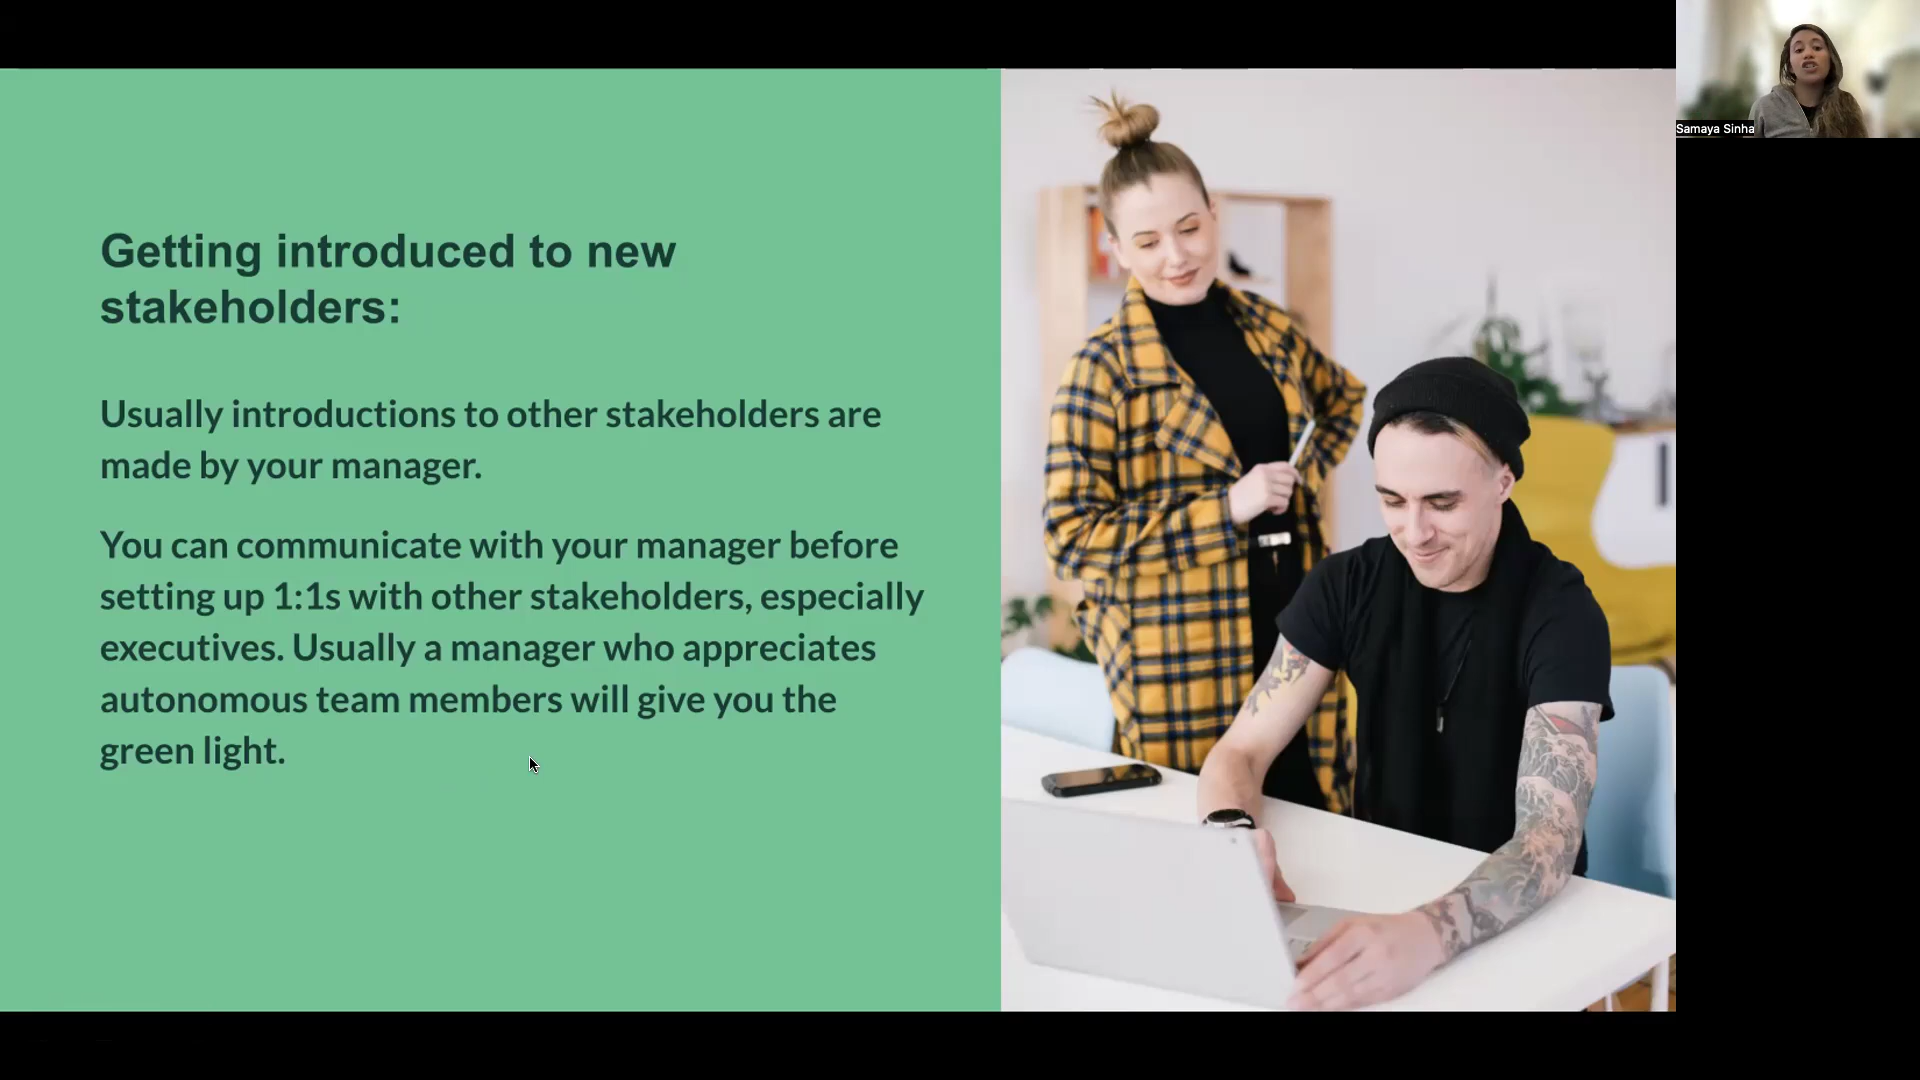 Getting introduced to new
stakeholders:
Usually introductions to other stakeholders are
made by your manager.
You can communicate with your manager before
setting up 1:1s with other stakeholders, especially
executives. Usually a manager who appreciates
autonomous team members will give you the
green light.
Samaya Sinha